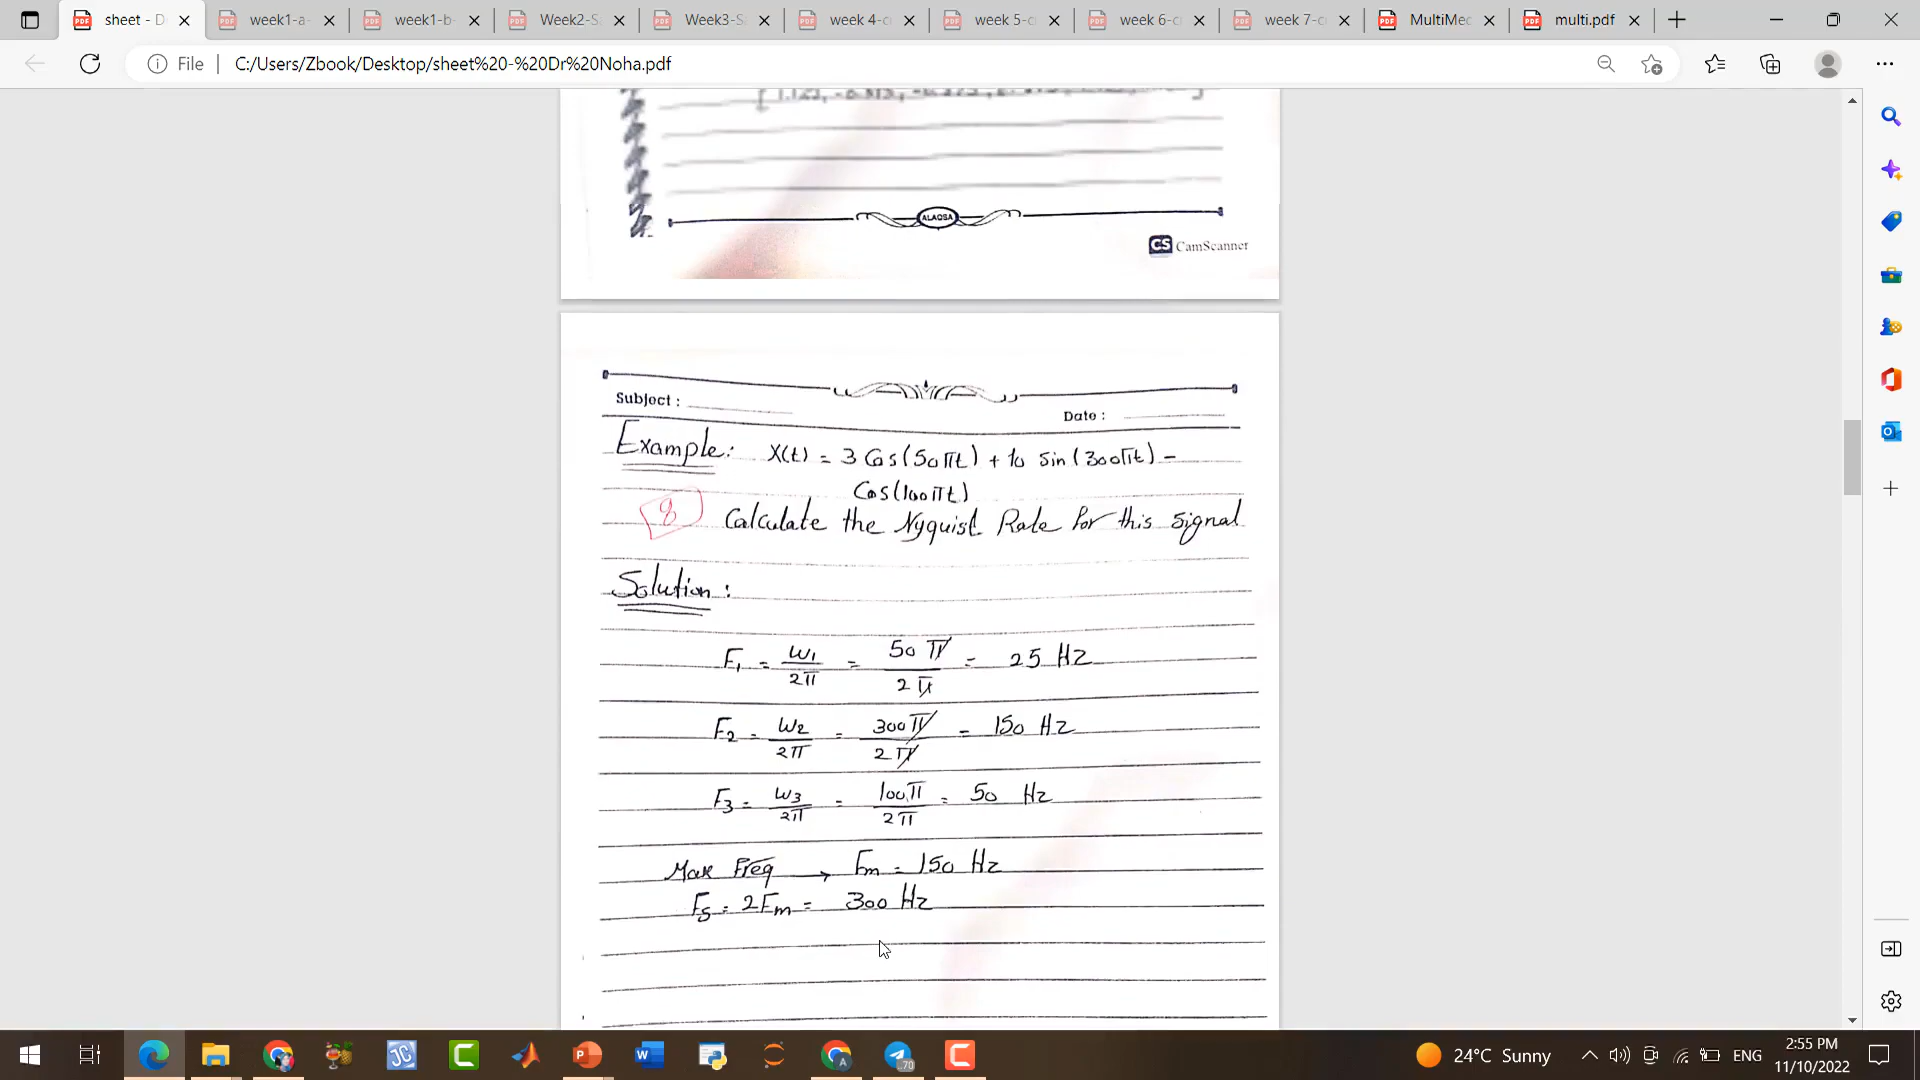 sheet - D
week1-a-
week1-b-
Week2-S
Week3-S
week 4-c
week 5-c
week 6-c
week 7-c
MultiMec
multi.pdf
File
C:/Users/Zbook/Desktop/sheet%20-%20Dr%20Noha.pdf
ALAQSA
CS CamScanner
Subject :
Date :
Example: X(t) = 3 Cos(50πt) + 10 sin(300πt) -
Cos(100πt)
8 Calculate the Nyquist Rate for this signal
Solution:
F1 = W1/2π = 50π/2π = 25 Hz
F2 = W2/2π = 300π/2π = 150 Hz
F3 = W3/2π = 100π/2π = 50 Hz
Max Freq → Fm = 150 Hz
Fs = 2Fm = 300 Hz
70
24°C Sunny
ENG
2:55 PM
11/10/2022